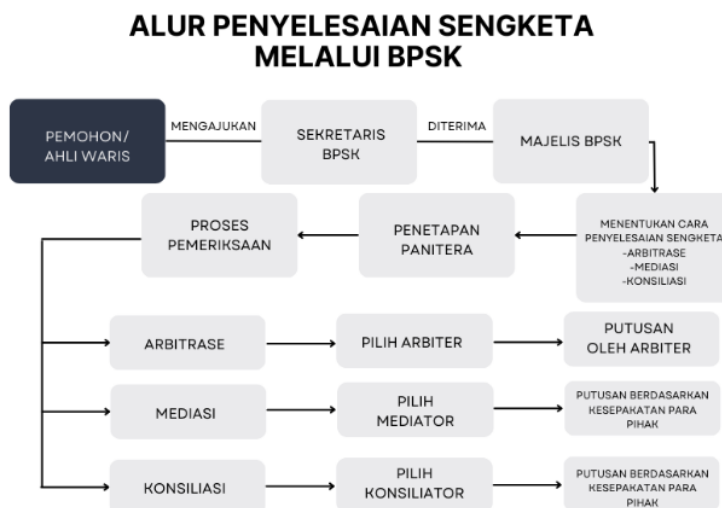 ALUR PENYELESAIAN SENGKETA
MELALUI BPSK
PEMOHON/
AHLI WARIS
MENGAJUKAN
SEKRETARIS
BPSK
DITERIMA
MAJELIS BPSK
PROSES
PEMERIKSAAN
PENETAPAN
PANITERA
MENENTUKAN CARA
PENYELESAIAN SENGKETA
-ARBITRASE
-MEDIASI
-KONSILIASI
ARBITRASE
PILIH ARBITER
PUTUSAN
OLEH ARBITER
MEDIASI
PILIH
MEDIATOR
PUTUSAN BERDASARKAN
KESEPAKATAN PARA
PIHAK
KONSILIASI
PILIH
KONSILIATOR
PUTUSAN BERDASARKAN
KESEPAKATAN PARA
PIHAK